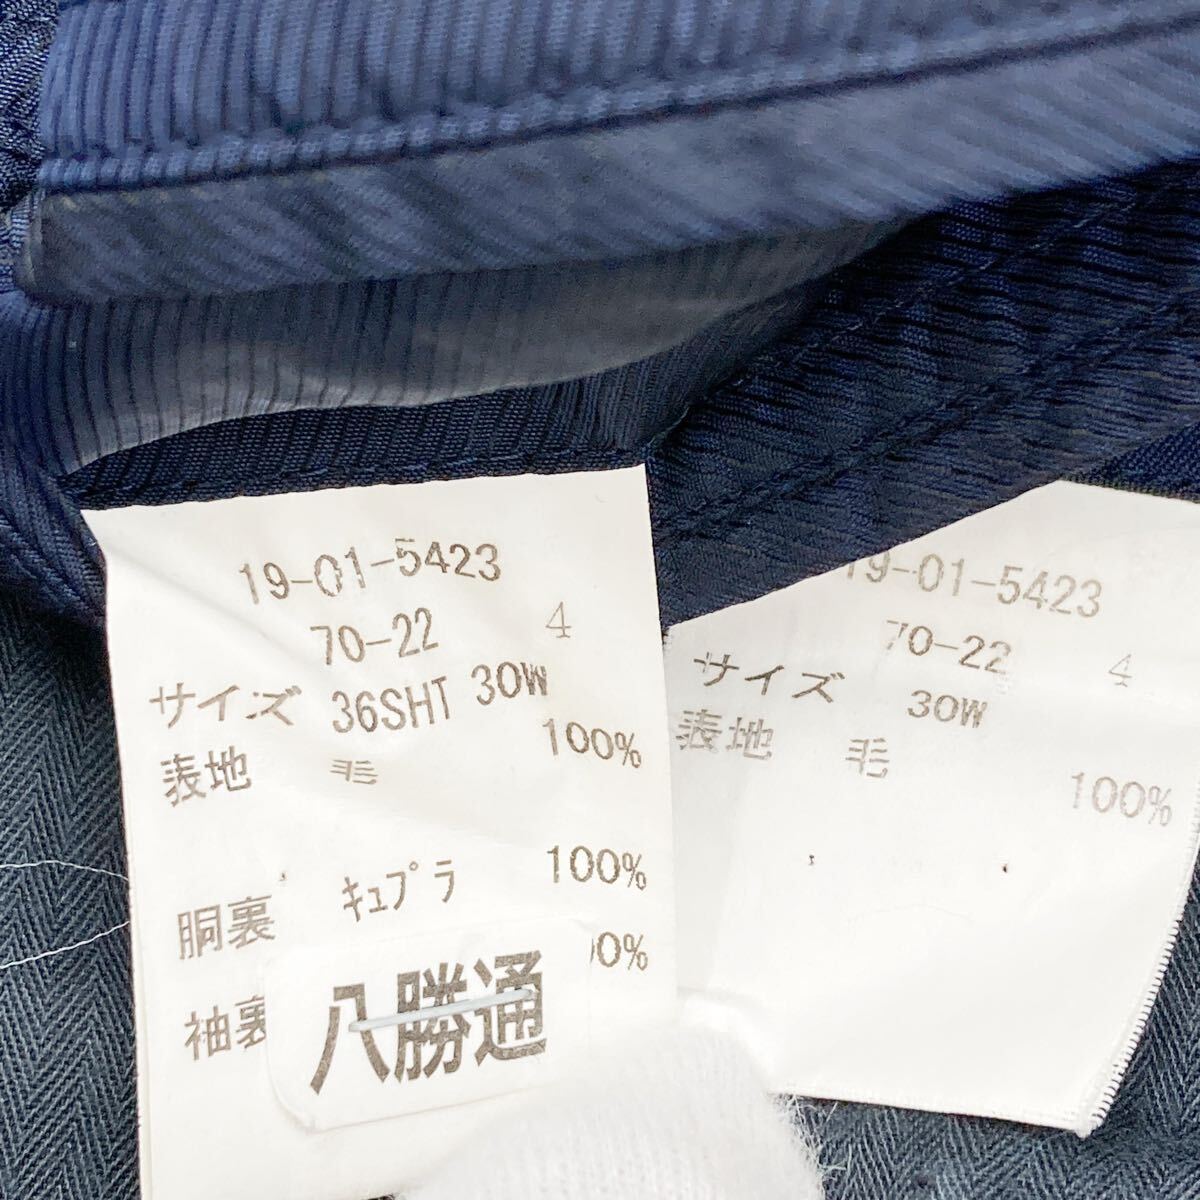 19-01-5423
70-22 4
サイズ 36SHT 30W
表地 毛 100%
胴裏 キュプラ 100%
袖裏 00%
八勝通
19-01-5423
70-22 4
サイズ 30W
表地 毛 100%